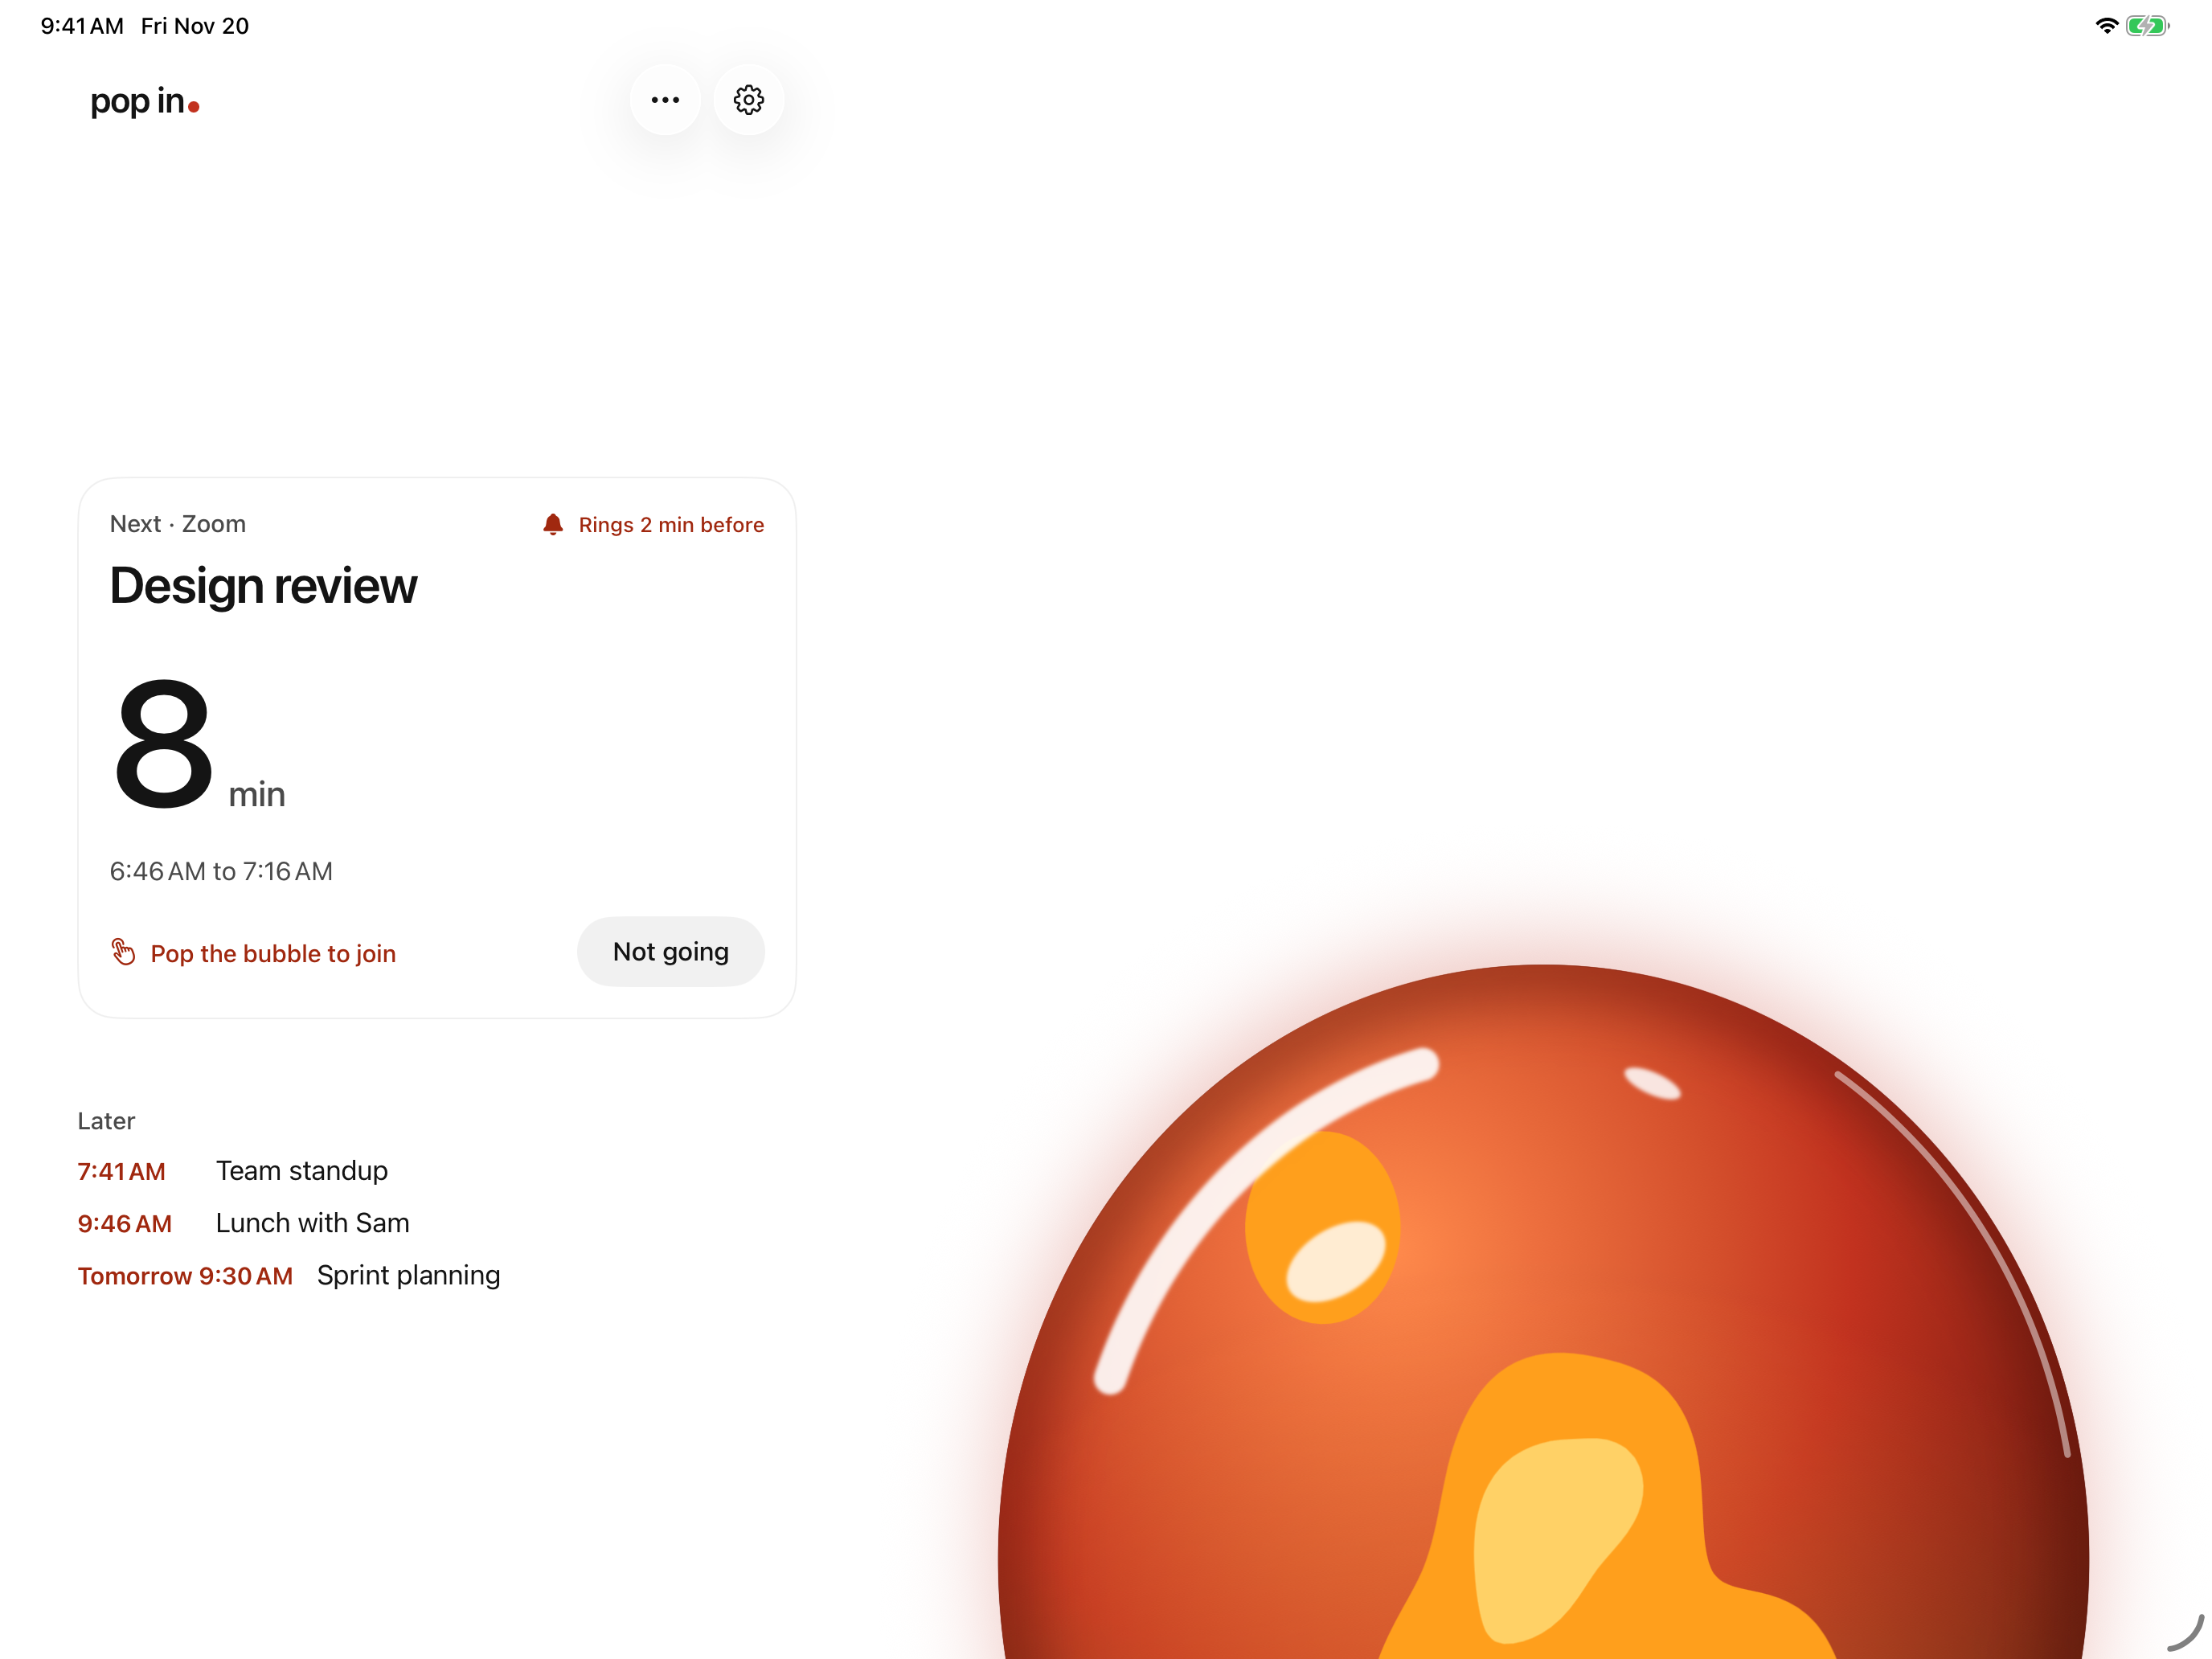 9:41 AM Fri Nov 20
pop in.
Next · Zoom
Rings 2 min before
Design review
8 min
6:46 AM to 7:16 AM
Pop the bubble to join
Not going
Later
7:41 AM Team standup
9:46 AM Lunch with Sam
Tomorrow 9:30 AM Sprint planning